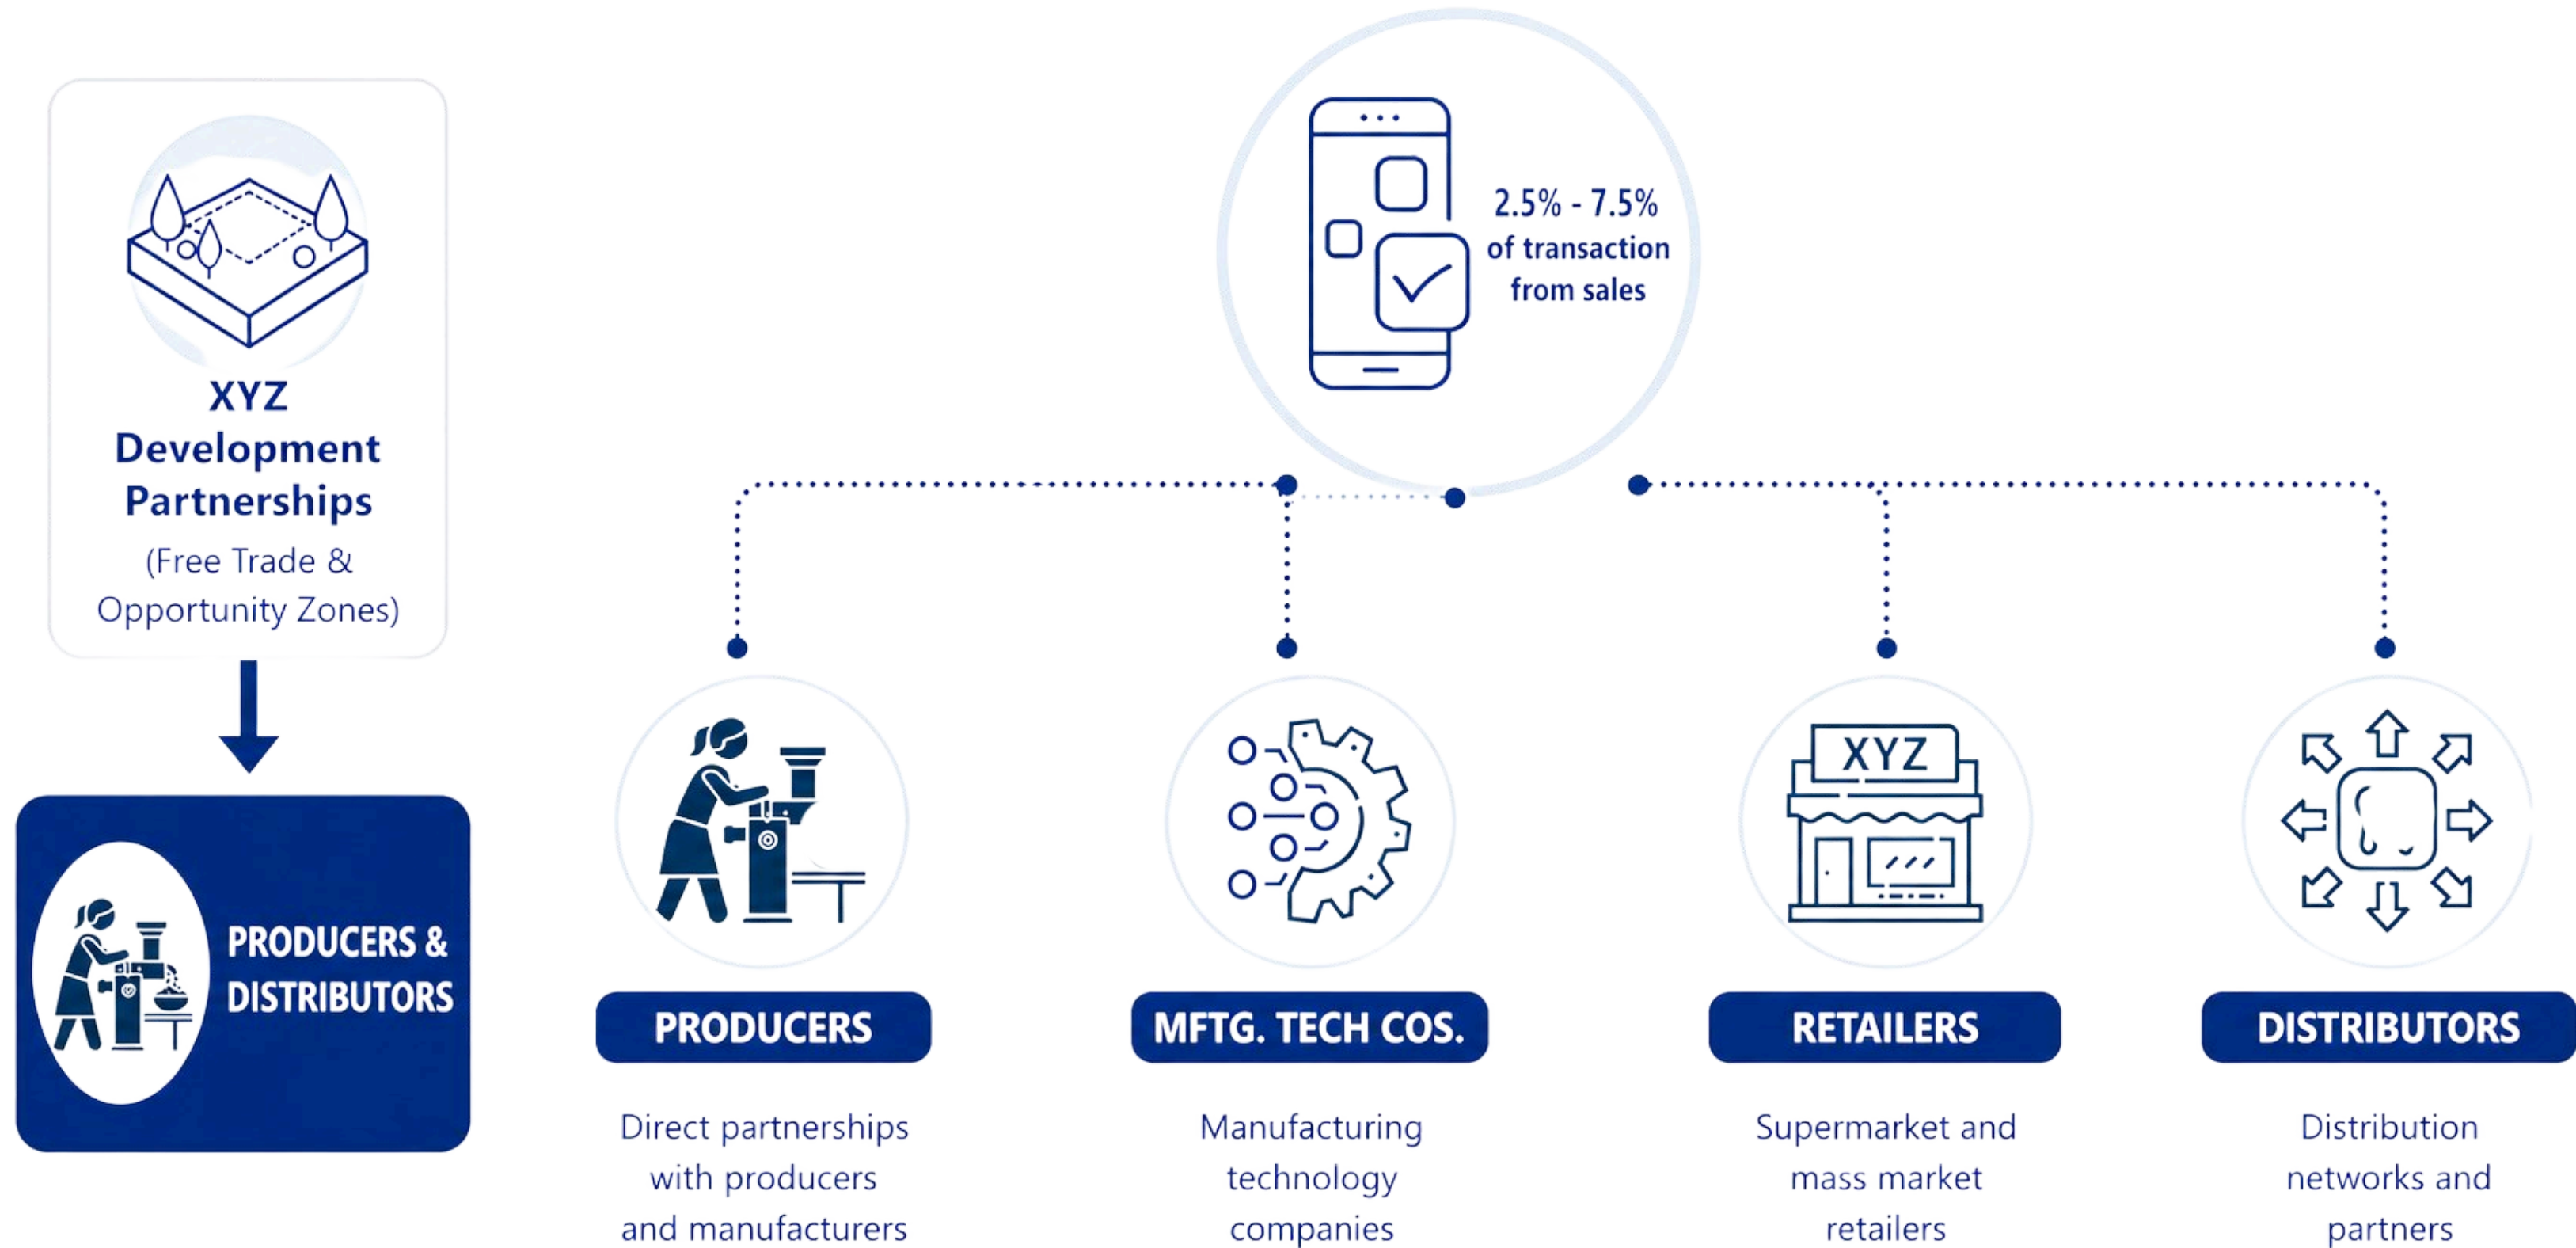 XYZ
Development
Partnerships
(Free Trade &
Opportunity Zones)
PRODUCERS &
DISTRIBUTORS
2.5% - 7.5%
of transaction
from sales
PRODUCERS
Direct partnerships
with producers
and manufacturers
MFTG. TECH COS.
Manufacturing
technology
companies
XYZ
RETAILERS
Supermarket and
mass market
retailers
DISTRIBUTORS
Distribution
networks and
partners